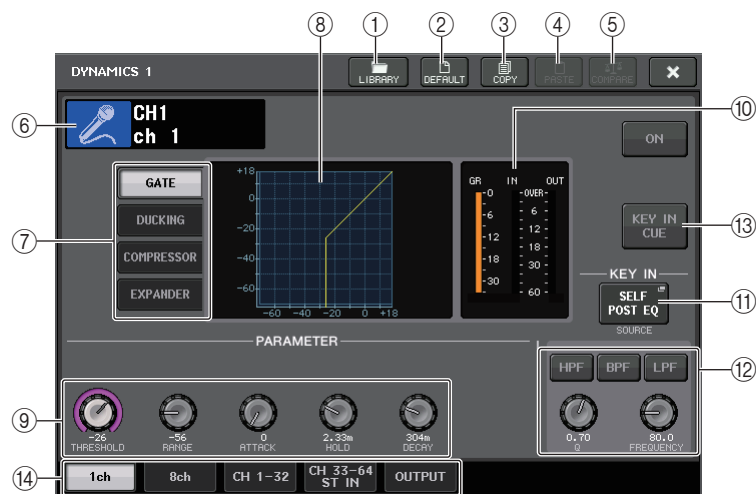 ① ② ③ ④ ⑤ ⑧
DYNAMICS 1 LIBRARY DEFAULT COPY PASTE COMPARE
⑥ CH1
ch 1
⑩
ON
⑦ GATE
DUCKING
COMPRESSOR
EXPANDER
+18
0
-20
-40
-60
-60 -40 -20 0 +18
GR IN OUT
0 OVER
6 6
12 12
18 18
30 30
60
KEY IN
CUE
⑬
KEY IN
SELF
POST EQ
SOURCE
⑪
PARAMETER
HPF BPF LPF
⑫
⑨
-26 -56 0 2.33m 304m 0.70 80.0
THRESHOLD RANGE ATTACK HOLD DECAY Q FREQUENCY
⑭ 1ch 8ch CH 1-32 CH 33-64
ST IN OUTPUT